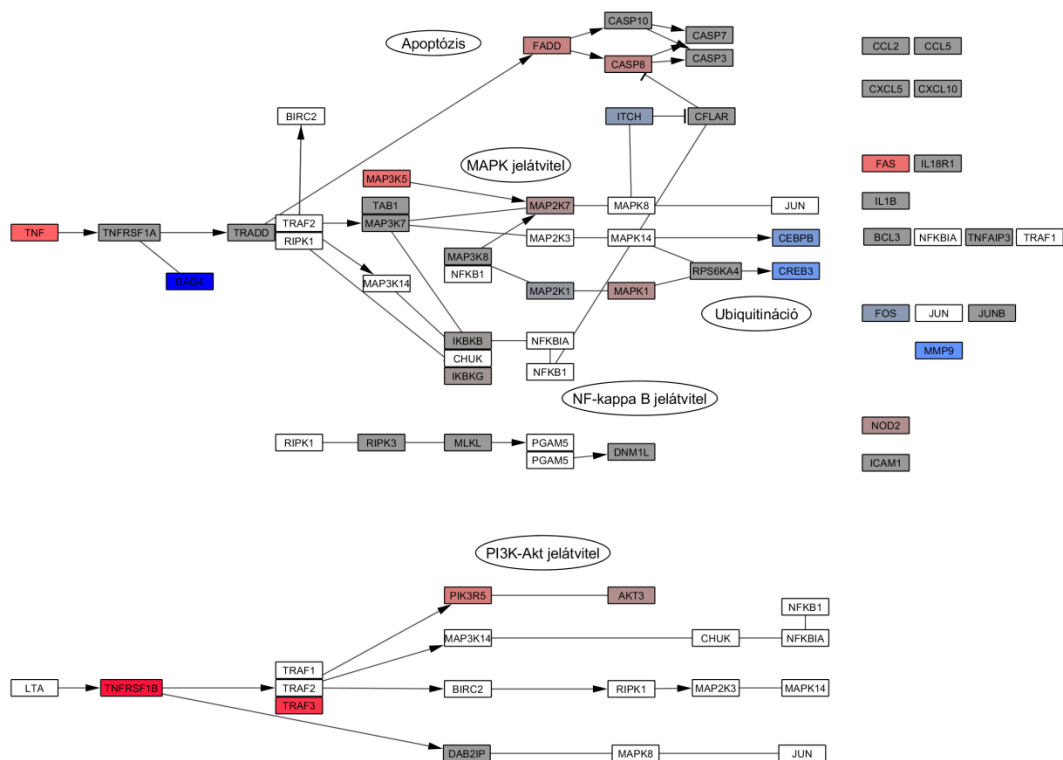 CASP10
Apoptózis
FADD
CASP7
CCL2 CCL5
CASP8
CASP3
CXCL5 CXCL10
BIRC2
ITCH
CFLAR
MAPK jelátvitel
FAS IL18R1
MAP3K5
TAB1
MAP2K7
MAPK8
JUN
IL1B
TRAF2
MAP3K7
TNF
TNFRSF1A
TRADD
RIPK1
MAP2K3
MAPK14
CEBPB
BCL3 NFKBIA TNFAIP3 TRAF1
MAP3K8
NFKB1
RPS6KA4
CREB3
MAP3K14
MAP2K1
MAPK1
Ubiquitináció
FOS JUN JUNB
IKBKB
NFKBIA
MMP9
CHUK
NFKB1
IKBKG
NF-kappa B jelátvitel
NOD2
RIPK1
RIPK3
MLKL
PGAM5
DNM1L
PGAM5
ICAM1
PI3K-Akt jelátvitel
PIK3R5
AKT3
NFKB1
MAP3K14
CHUK
NFKBIA
TRAF1
LTA
TNFRSF1B
TRAF2
BIRC2
RIPK1
MAP2K3
MAPK14
TRAF3
DAB2IP
MAPK8
JUN